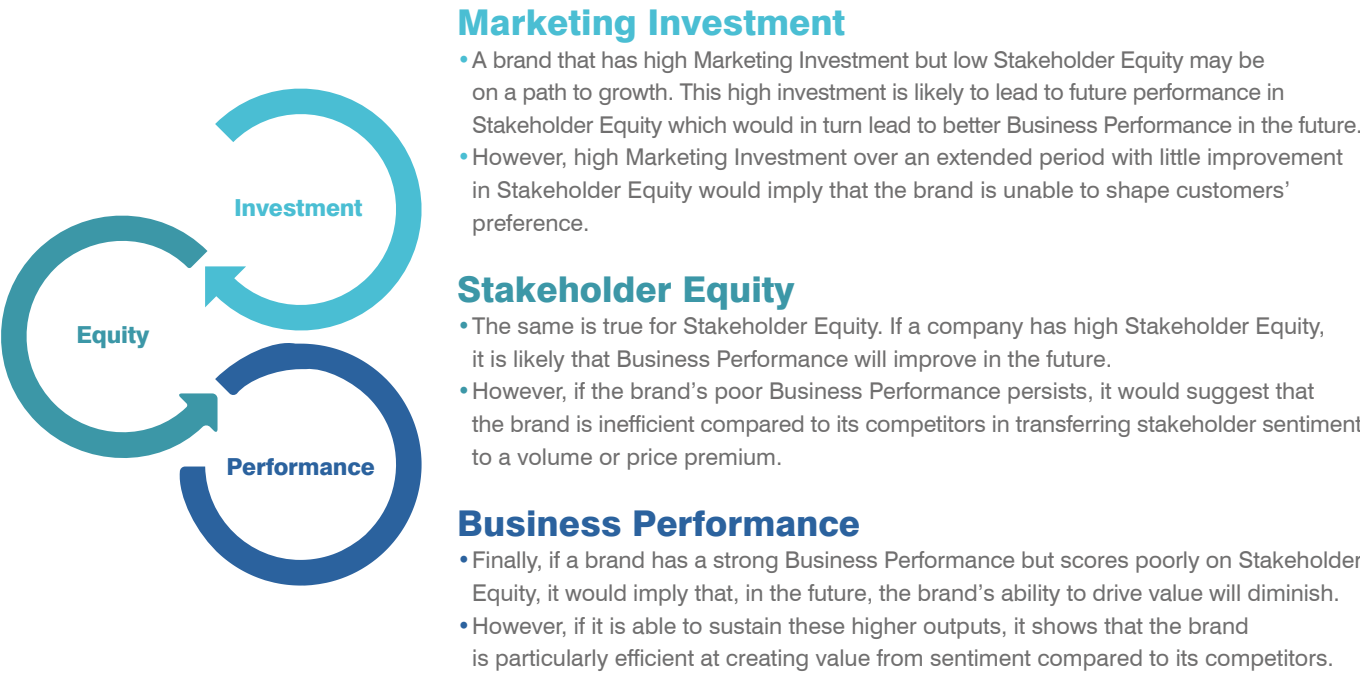 Investment
Equity
Performance
Marketing Investment
•A brand that has high Marketing Investment but low Stakeholder Equity may be
on a path to growth. This high investment is likely to lead to future performance in
Stakeholder Equity which would in turn lead to better Business Performance in the future.
•However, high Marketing Investment over an extended period with little improvement
in Stakeholder Equity would imply that the brand is unable to shape customers’
preference.
Stakeholder Equity
•The same is true for Stakeholder Equity. If a company has high Stakeholder Equity,
it is likely that Business Performance will improve in the future.
•However, if the brand’s poor Business Performance persists, it would suggest that
the brand is inefficient compared to its competitors in transferring stakeholder sentiment
to a volume or price premium.
Business Performance
•Finally, if a brand has a strong Business Performance but scores poorly on Stakeholder
Equity, it would imply that, in the future, the brand’s ability to drive value will diminish.
•However, if it is able to sustain these higher outputs, it shows that the brand
is particularly efficient at creating value from sentiment compared to its competitors.